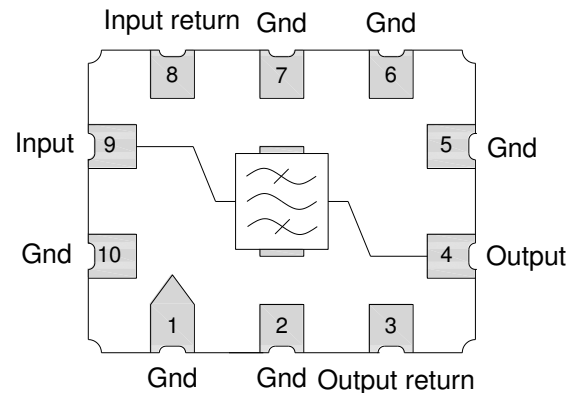 Input return Gnd Gnd
8 7 6
Input 9 5 Gnd
Gnd 10 4 Output
1 2 3
Gnd Gnd Output return